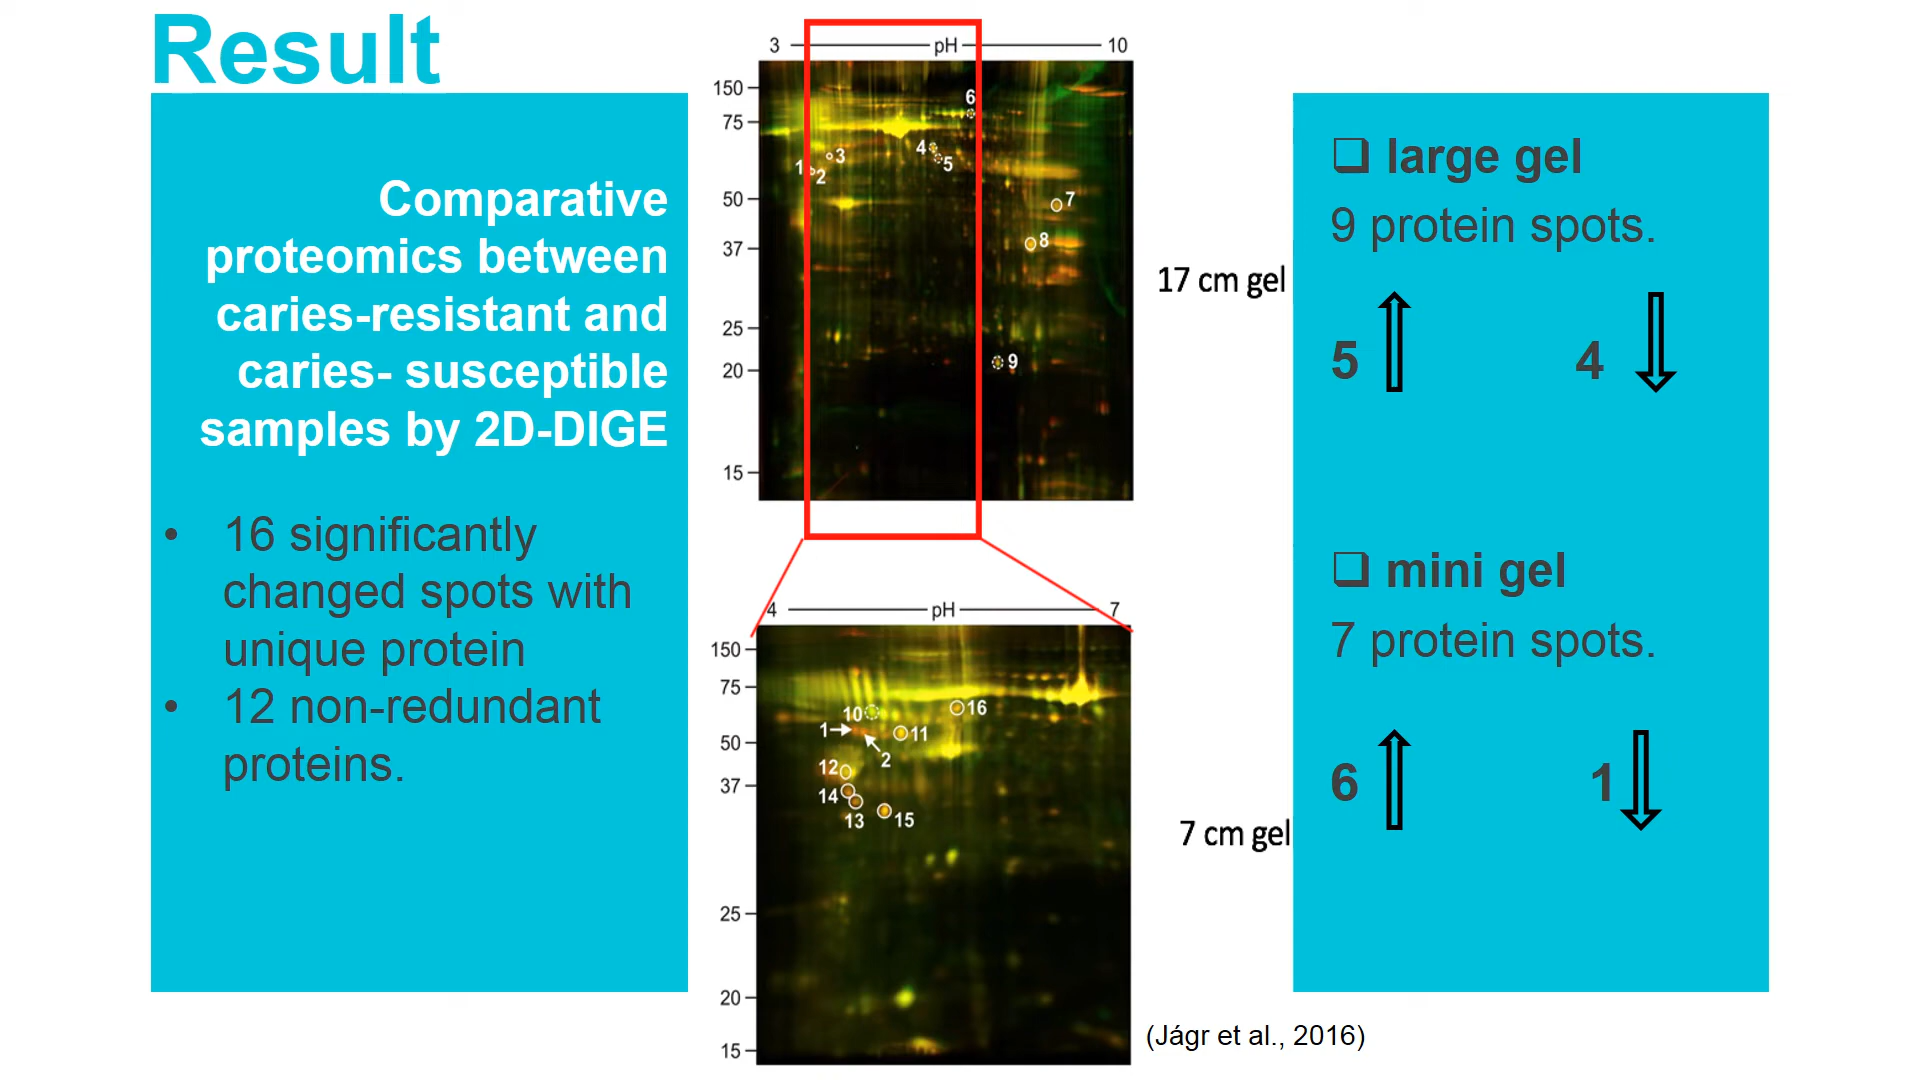 Result
Comparative
proteomics between
caries-resistant and
caries- susceptible
samples by 2D-DIGE
• 16 significantly
changed spots with
unique protein
• 12 non-redundant
proteins.
3 pH 10
150
75
50
37
25
20
15
6
3
1
2
4
5
7
8
9
17 cm gel
4 pH 7
150
75
50
37
25
20
15
10
16
1
11
2
12
14
13
15
7 cm gel
(Jágr et al., 2016)
❑ large gel
9 protein spots.
5 4
❑ mini gel
7 protein spots.
6 1